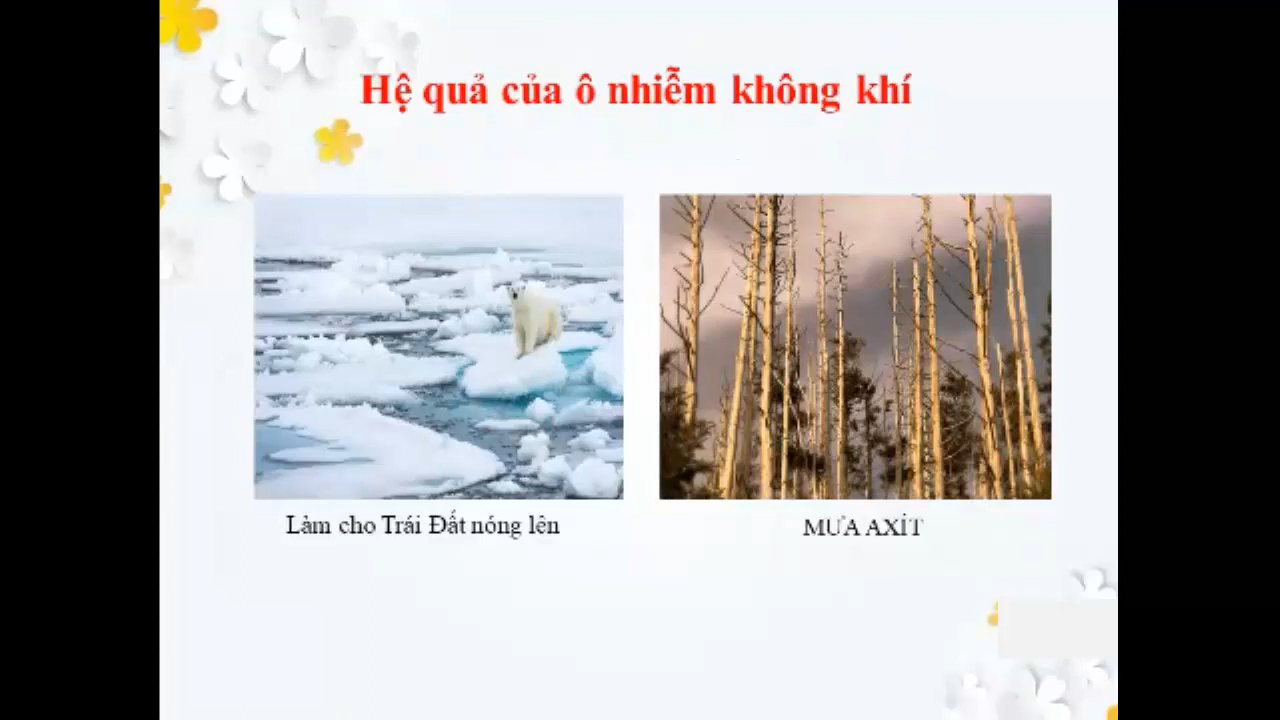 Hệ quả của ô nhiễm không khí
Làm cho Trái Đất nóng lên
MƯA AXÍT